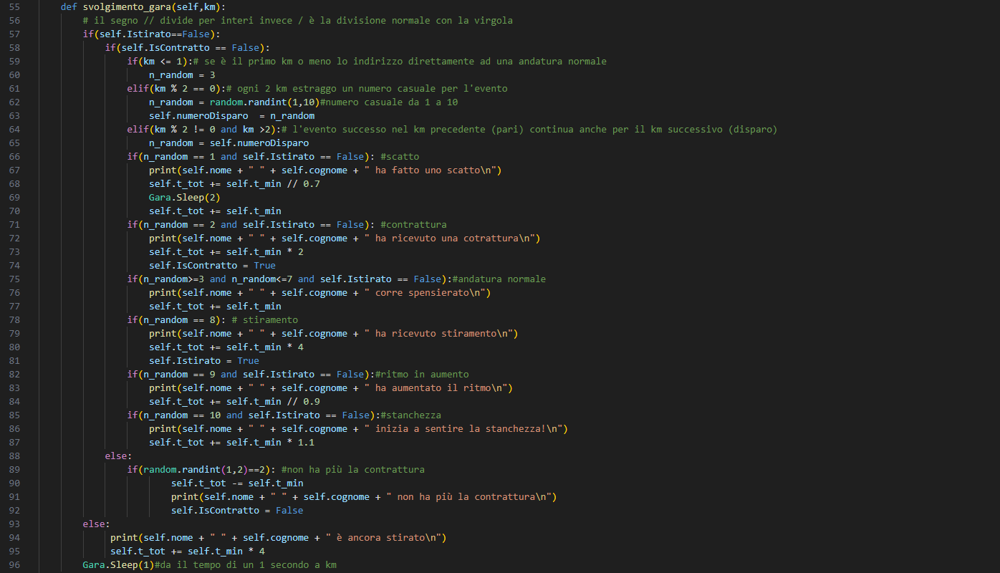 55 def svolgimento_gara(self,km):
56 # il segno // divide per interi invece / è la divisione normale con la virgola
57 if(self.Istirato==False):
58 if(self.IsContratto == False):
59 if(km <= 1):# se è il primo km o meno lo indirizzo direttamente ad una andatura normale
60 n_random = 3
61 elif(km % 2 == 0):# ogni 2 km estraggo un numero casuale per l'evento
62 n_random = random.randint(1,10)#numero casuale da 1 a 10
63 self.numeroDisparo  = n_random
64 elif(km % 2 != 0 and km >2):# l'evento successo nel km precedente (pari) continua anche per il km successivo (disparo)
65 n_random = self.numeroDisparo
66 if(n_random == 1 and self.Istirato == False): #scatto
67 print(self.nome + " " + self.cognome + " ha fatto uno scatto\n")
68 self.t_tot += self.t_min // 0.7
69 Gara.Sleep(2)
70 self.t_tot += self.t_min
71 if(n_random == 2 and self.Istirato == False): #contrattura
72 print(self.nome + " " + self.cognome + " ha ricevuto una cotrattura\n")
73 self.t_tot += self.t_min * 2
74 self.IsContratto = True
75 if(n_random>=3 and n_random<=7 and self.Istirato == False):#andatura normale
76 print(self.nome + " " + self.cognome + " corre spensierato\n")
77 self.t_tot += self.t_min
78 if(n_random == 8): # stiramento
79 print(self.nome + " " + self.cognome + " ha ricevuto stiramento\n")
80 self.t_tot += self.t_min * 4
81 self.Istirato = True
82 if(n_random == 9 and self.Istirato == False):#ritmo in aumento
83 print(self.nome + " " + self.cognome + " ha aumentato il ritmo\n")
84 self.t_tot += self.t_min // 0.9
85 if(n_random == 10 and self.Istirato == False):#stanchezza
86 print(self.nome + " " + self.cognome + " inizia a sentire la stanchezza!\n")
87 self.t_tot += self.t_min * 1.1
88 else:
89 if(random.randint(1,2)==2): #non ha più la contrattura
90 self.t_tot -= self.t_min
91 print(self.nome + " " + self.cognome + " non ha più la contrattura\n")
92 self.IsContratto = False
93 else:
94 print(self.nome + " " + self.cognome + " è ancora stirato\n")
95 self.t_tot += self.t_min * 4
96 Gara.Sleep(1)#da il tempo di un 1 secondo a km